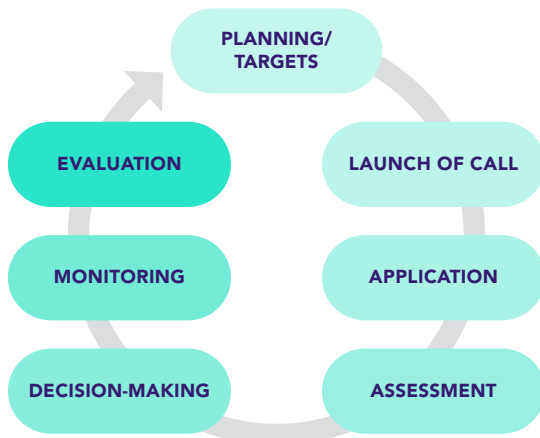 PLANNING/
TARGETS
LAUNCH OF CALL
APPLICATION
ASSESSMENT
DECISION-MAKING
MONITORING
EVALUATION